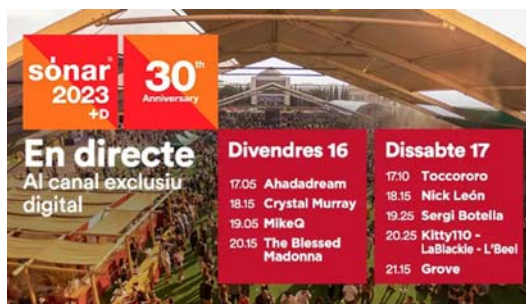 sónar
2023
+D
30th
Anniversary
En directe
Al canal exclusiu
digital
Divendres 16
17.05 Ahadadream
18.15 Crystal Murray
19.05 MikeQ
20.15 The Blessed
Madonna
Dissabte 17
17.10 Toccororo
18.15 Nick León
19.25 Sergi Botella
20.25 Kitty110 -
LaBlackie - L'Beel
21.15 Grove